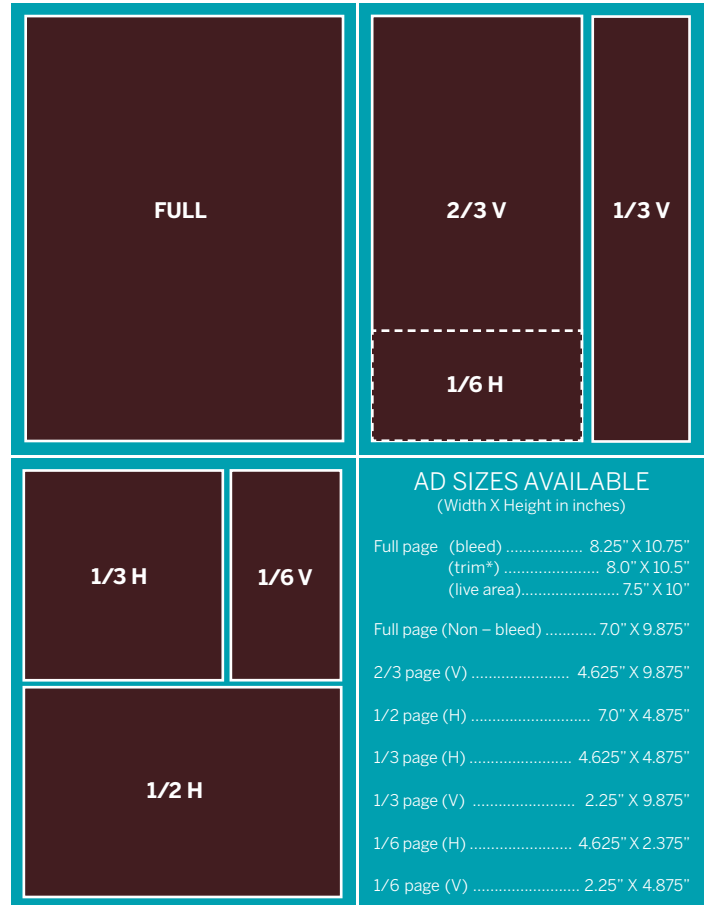 FULL
2/3 V
1/3 V
1/6 H
1/3 H
1/6 V
1/2 H
AD SIZES AVAILABLE
(Width X Height in inches)
Full page (bleed) .................. 8.25” X 10.75”
(trim*) ...................... 8.0” X 10.5”
(live area)....................... 7.5” X 10”
Full page (Non – bleed) ............ 7.0” X 9.875”
2/3 page (V) ....................... 4.625” X 9.875”
1/2 page (H) ............................ 7.0” X 4.875”
1/3 page (H) ........................ 4.625” X 4.875”
1/3 page (V) ........................ 2.25” X 9.875”
1/6 page (H) ........................ 4.625” X 2.375”
1/6 page (V) ......................... 2.25” X 4.875”